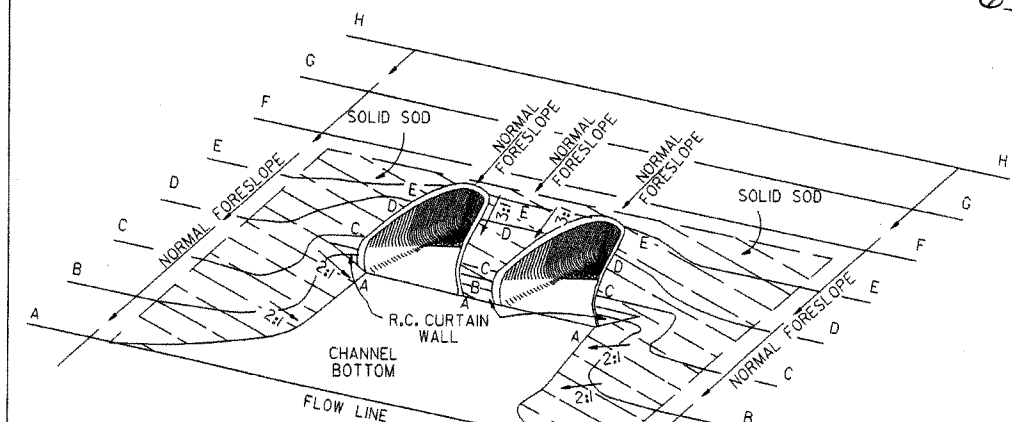 H
G
F
E
D
C
B
A
SOLID SOD
NORMAL FORESLOPE
NORMAL
FORESLOPE
NORMAL
FORESLOPE
NORMAL
FORESLOPE
SOLID SOD
H
G
F
E
D
C
B
NORMAL FORESLOPE
E
D
C
A
2:1
2:1
3:1
E
D
3:1
C
B
A
E
D
C
A
2:1
2:1
R.C. CURTAIN
WALL
CHANNEL
BOTTOM
FLOW LINE